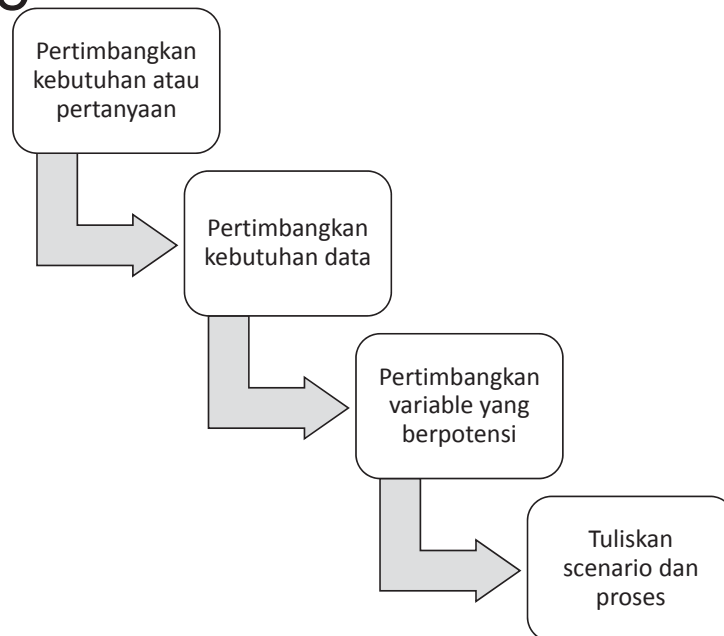 Pertimbangkan
kebutuhan atau
pertanyaan
Pertimbangkan
kebutuhan data
Pertimbangkan
variable yang
berpotensi
Tuliskan
scenario dan
proses